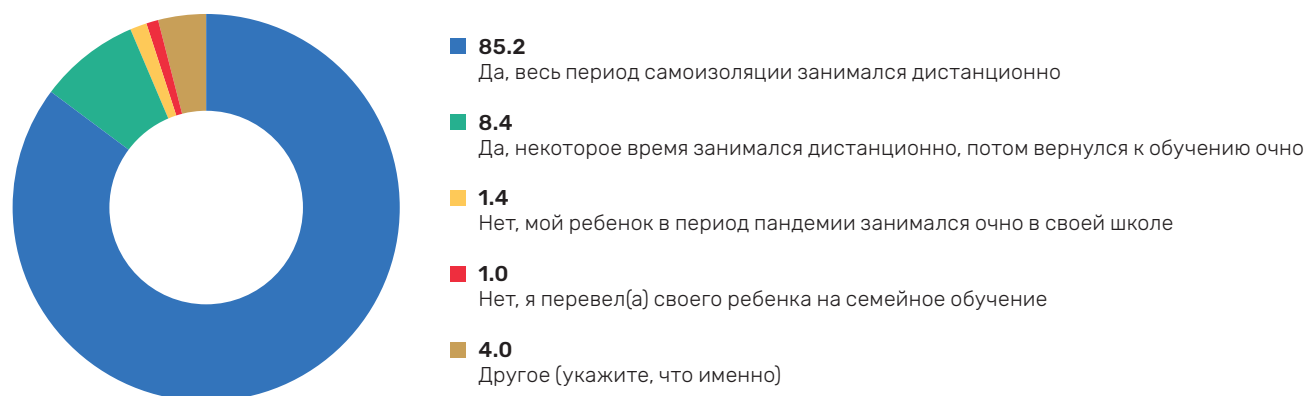 85.2
Да, весь период самоизоляции занимался дистанционно
8.4
Да, некоторое время занимался дистанционно, потом вернулся к обучению очно
1.4
Нет, мой ребенок в период пандемии занимался очно в своей школе
1.0
Нет, я перевел(а) своего ребенка на семейное обучение
4.0
Другое (укажите, что именно)